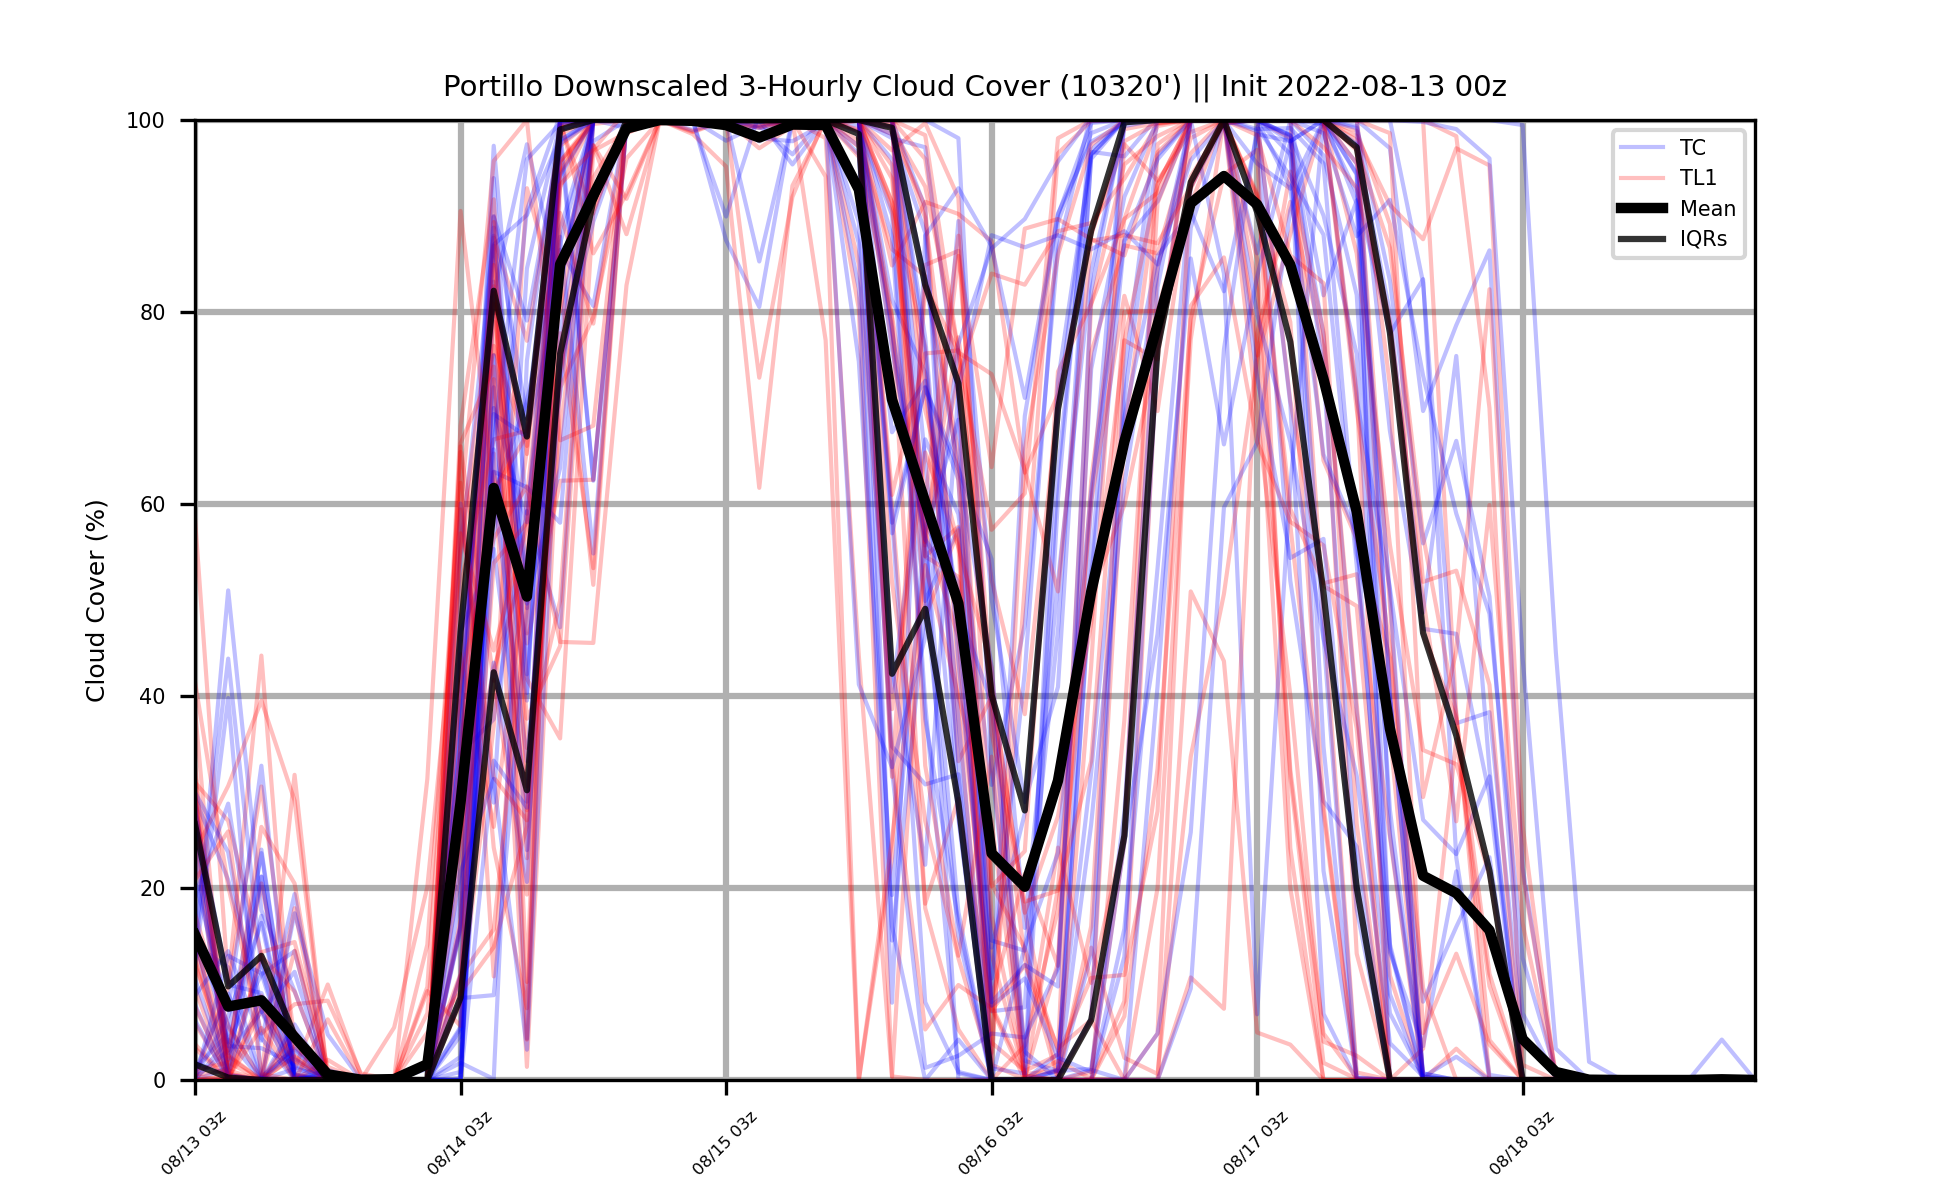 Portillo Downscaled 3-Hourly Cloud Cover (10320') || Init 2022-08-13 00z
TC
TL1
Mean
IQRs
Cloud Cover (%)
100
80
60
40
20
0
08/13 03z
08/14 03z
08/15 03z
08/16 03z
08/17 03z
08/18 03z